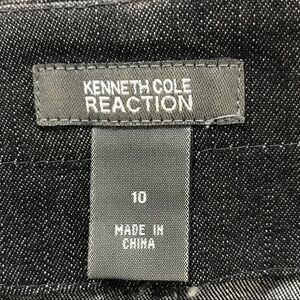 KENNETH COLE
REACTION
10
MADE IN
CHINA